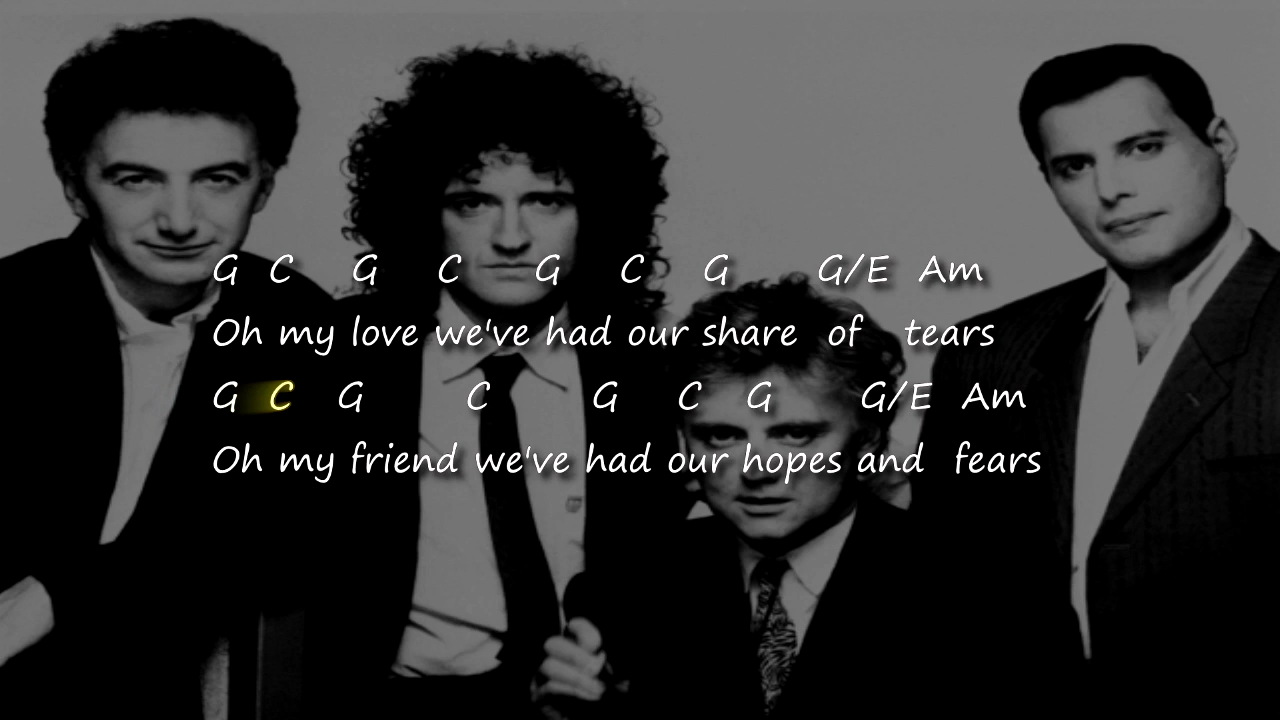 G C G C G C G G/E Am
Oh my love we've had our share of tears
G C G C G C G G/E Am
Oh my friend we've had our hopes and fears